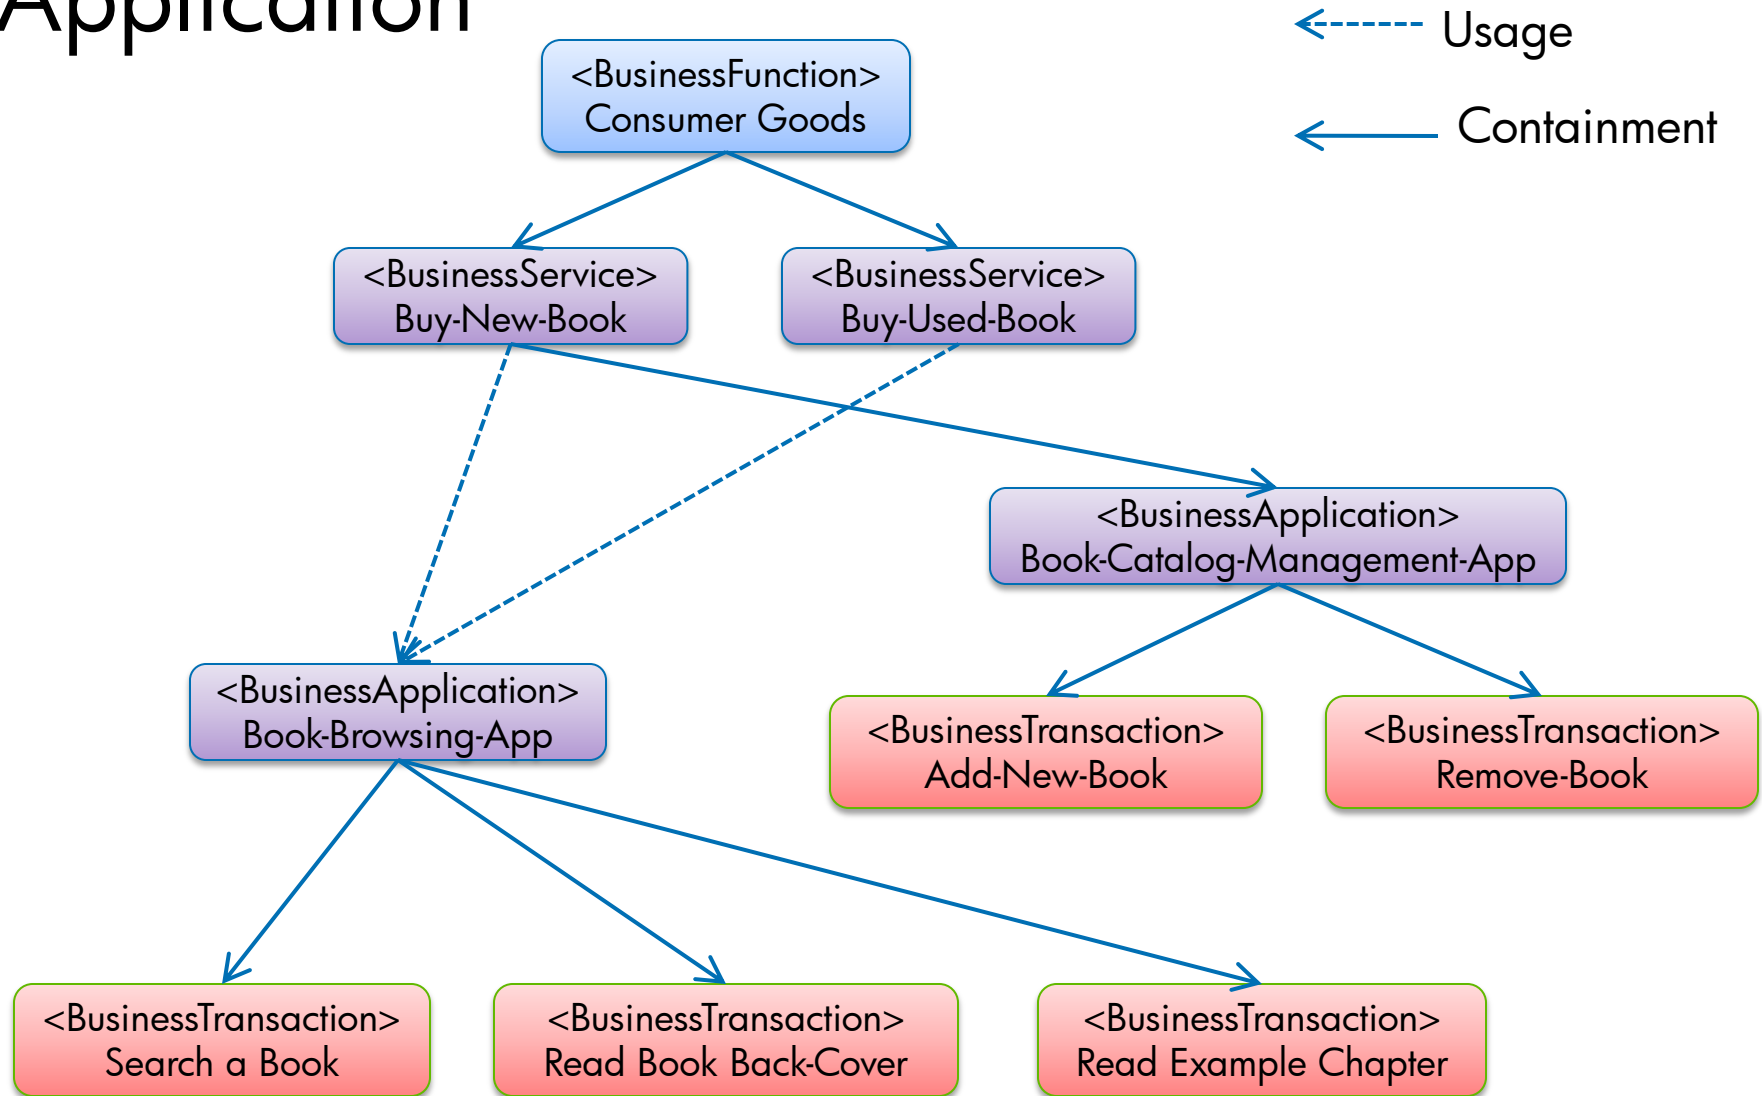 Application
Usage
<BusinessFunction>
Consumer Goods
Containment
<BusinessService>
Buy-New-Book
<BusinessService>
Buy-Used-Book
<BusinessApplication>
Book-Catalog-Management-App
<BusinessApplication>
Book-Browsing-App
<BusinessTransaction>
Add-New-Book
<BusinessTransaction>
Remove-Book
<BusinessTransaction>
Search a Book
<BusinessTransaction>
Read Book Back-Cover
<BusinessTransaction>
Read Example Chapter